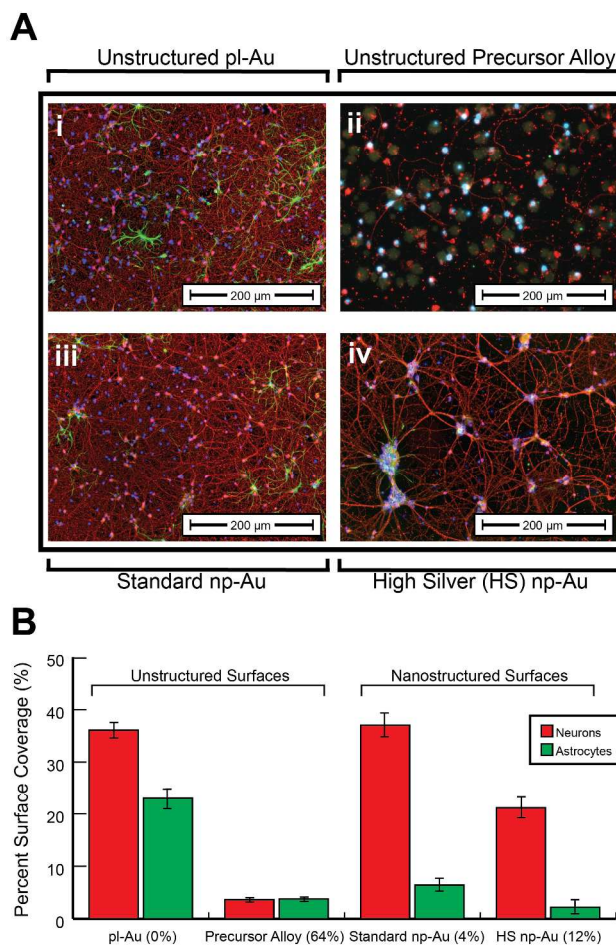 A
Unstructured pl-Au Unstructured Precursor Alloy
i ii
200 µm 200 µm
iii iv
200 µm 200 µm
Standard np-Au High Silver (HS) np-Au
B
Percent Surface Coverage (%)
50
40
30
20
10
0
Unstructured Surfaces Nanostructured Surfaces
Neurons
Astrocytes
pl-Au (0%) Precursor Alloy (64%) Standard np-Au (4%) HS np-Au (12%)